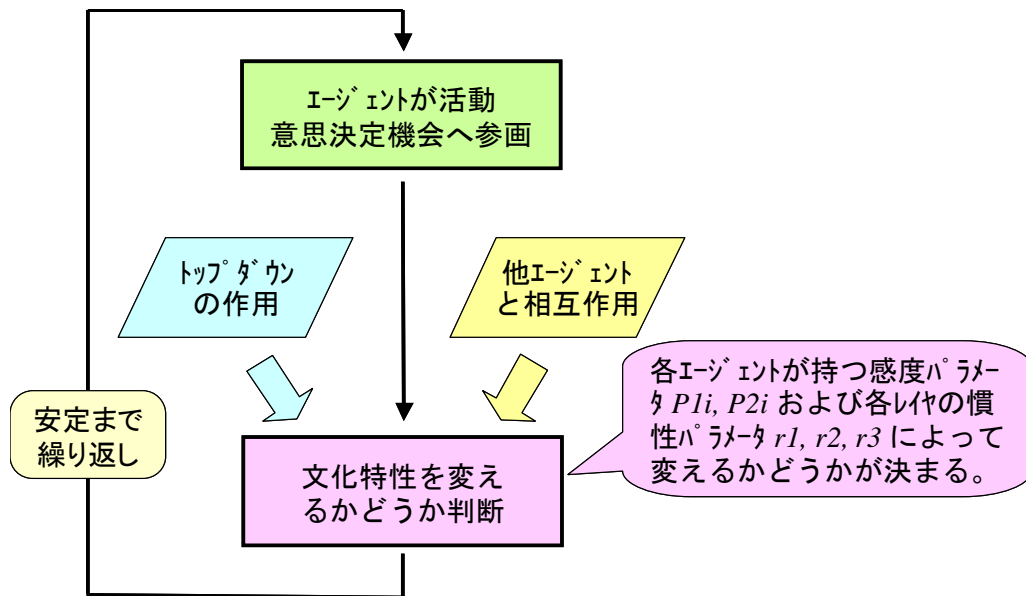 ｴｰｼﾞｪﾝﾄが活動
意思決定機会へ参画
ﾄｯﾌﾟﾀﾞｳﾝ
の作用
他ｴｰｼﾞｪﾝﾄ
と相互作用
各ｴｰｼﾞｪﾝﾄが持つ感度ﾊﾟﾗﾒｰ
ﾀ P1i, P2i および各ﾚｲﾔの慣
性ﾊﾟﾗﾒｰﾀ r1, r2, r3 によって
変えるかどうかが決まる。
安定まで
繰り返し
文化特性を変え
るかどうか判断